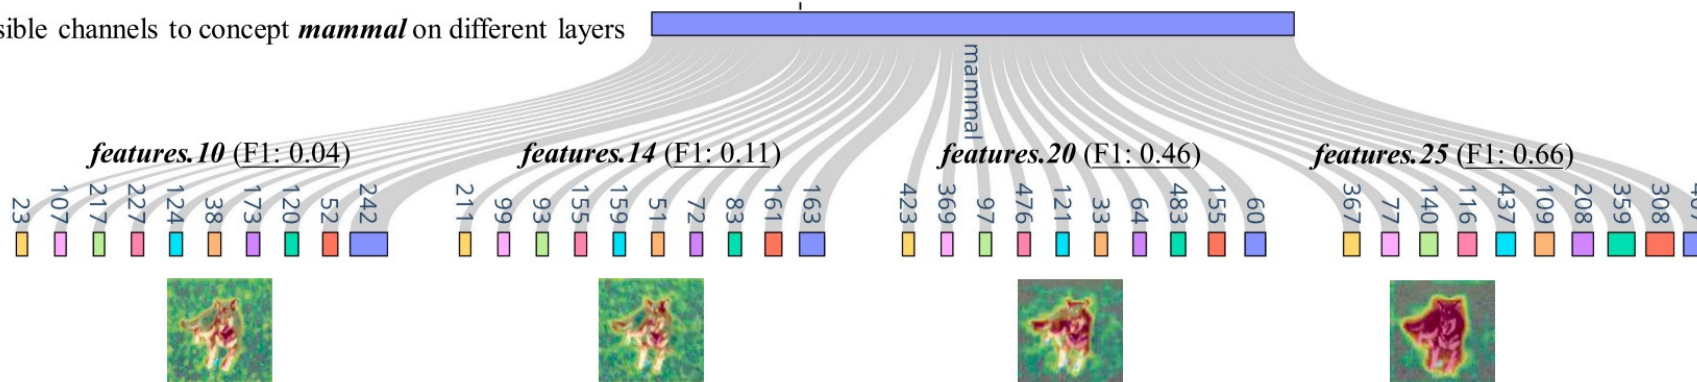 channels to concept mammal on different layers
mammal
features.10 (F1: 0.04)
features.14 (F1: 0.11)
features.20 (F1: 0.46)
features.25 (F1: 0.66)
23 107 217 227 124 38 173 120 52 242
211 99 93 155 159 51 72 83 161 163
423 369 97 476 121 33 64 483 155 60
367 77 140 116 437 109 208 359 308